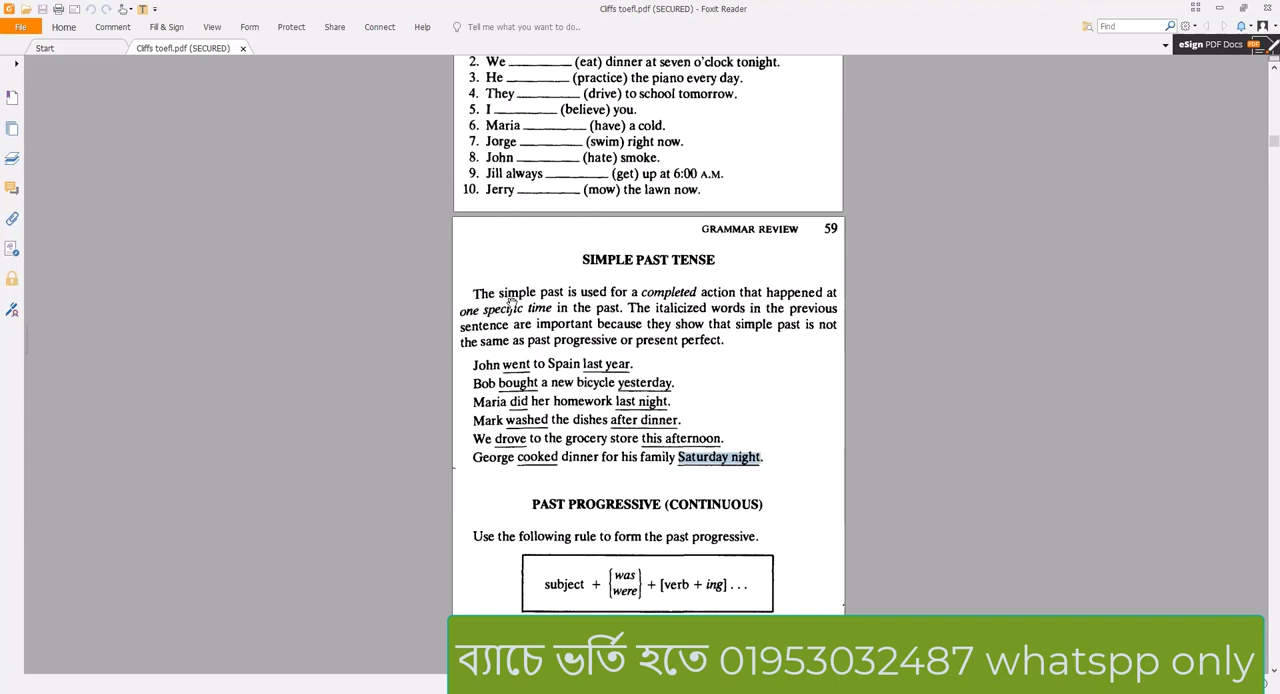 Cliffs toefl.pdf (SECURED) - Foxit Reader
File Home Comment Fill & Sign View Form Protect Share Connect Help Tell me what you want to do... Find
Start Cliffs toefl.pdf (SECURED) eSign PDF Docs
2. We ________ (eat) dinner at seven o'clock tonight.
3. He ________ (practice) the piano every day.
4. They ________ (drive) to school tomorrow.
5. I ________ (believe) you.
6. Maria ________ (have) a cold.
7. Jorge ________ (swim) right now.
8. John ________ (hate) smoke.
9. Jill always ________ (get) up at 6:00 A.M.
10. Jerry ________ (mow) the lawn now.
GRAMMAR REVIEW 59
SIMPLE PAST TENSE
The simple past is used for a completed action that happened at
one specific time in the past. The italicized words in the previous
sentence are important because they show that simple past is not
the same as past progressive or present perfect.
John went to Spain last year.
Bob bought a new bicycle yesterday.
Maria did her homework last night.
Mark washed the dishes after dinner.
We drove to the grocery store this afternoon.
George cooked dinner for his family Saturday night.
PAST PROGRESSIVE (CONTINUOUS)
Use the following rule to form the past progressive.
subject + {was
were} + [verb + ing] . . .
ব্যাচে ভর্তি হতে 01953032487 whatspp only